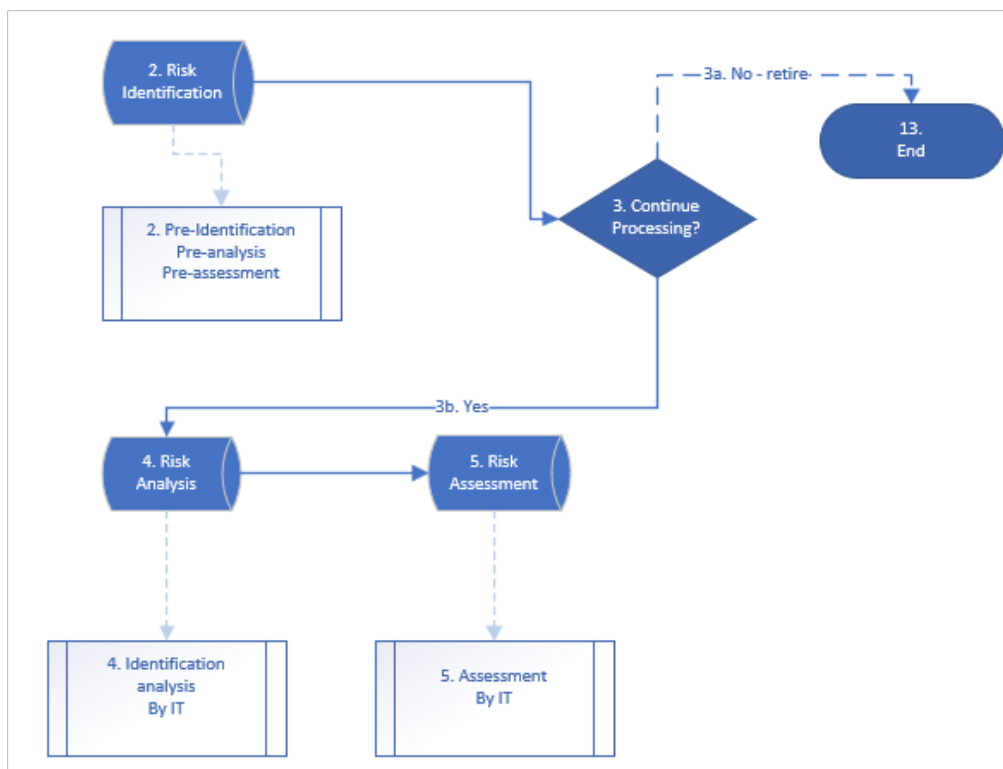 2. Risk
Identification
3a. No - retire
13.
End
3. Continue
Processing?
2. Pre-Identification
Pre-analysis
Pre-assessment
3b. Yes
4. Risk
Analysis
5. Risk
Assessment
4. Identification
analysis
By IT
5. Assessment
By IT